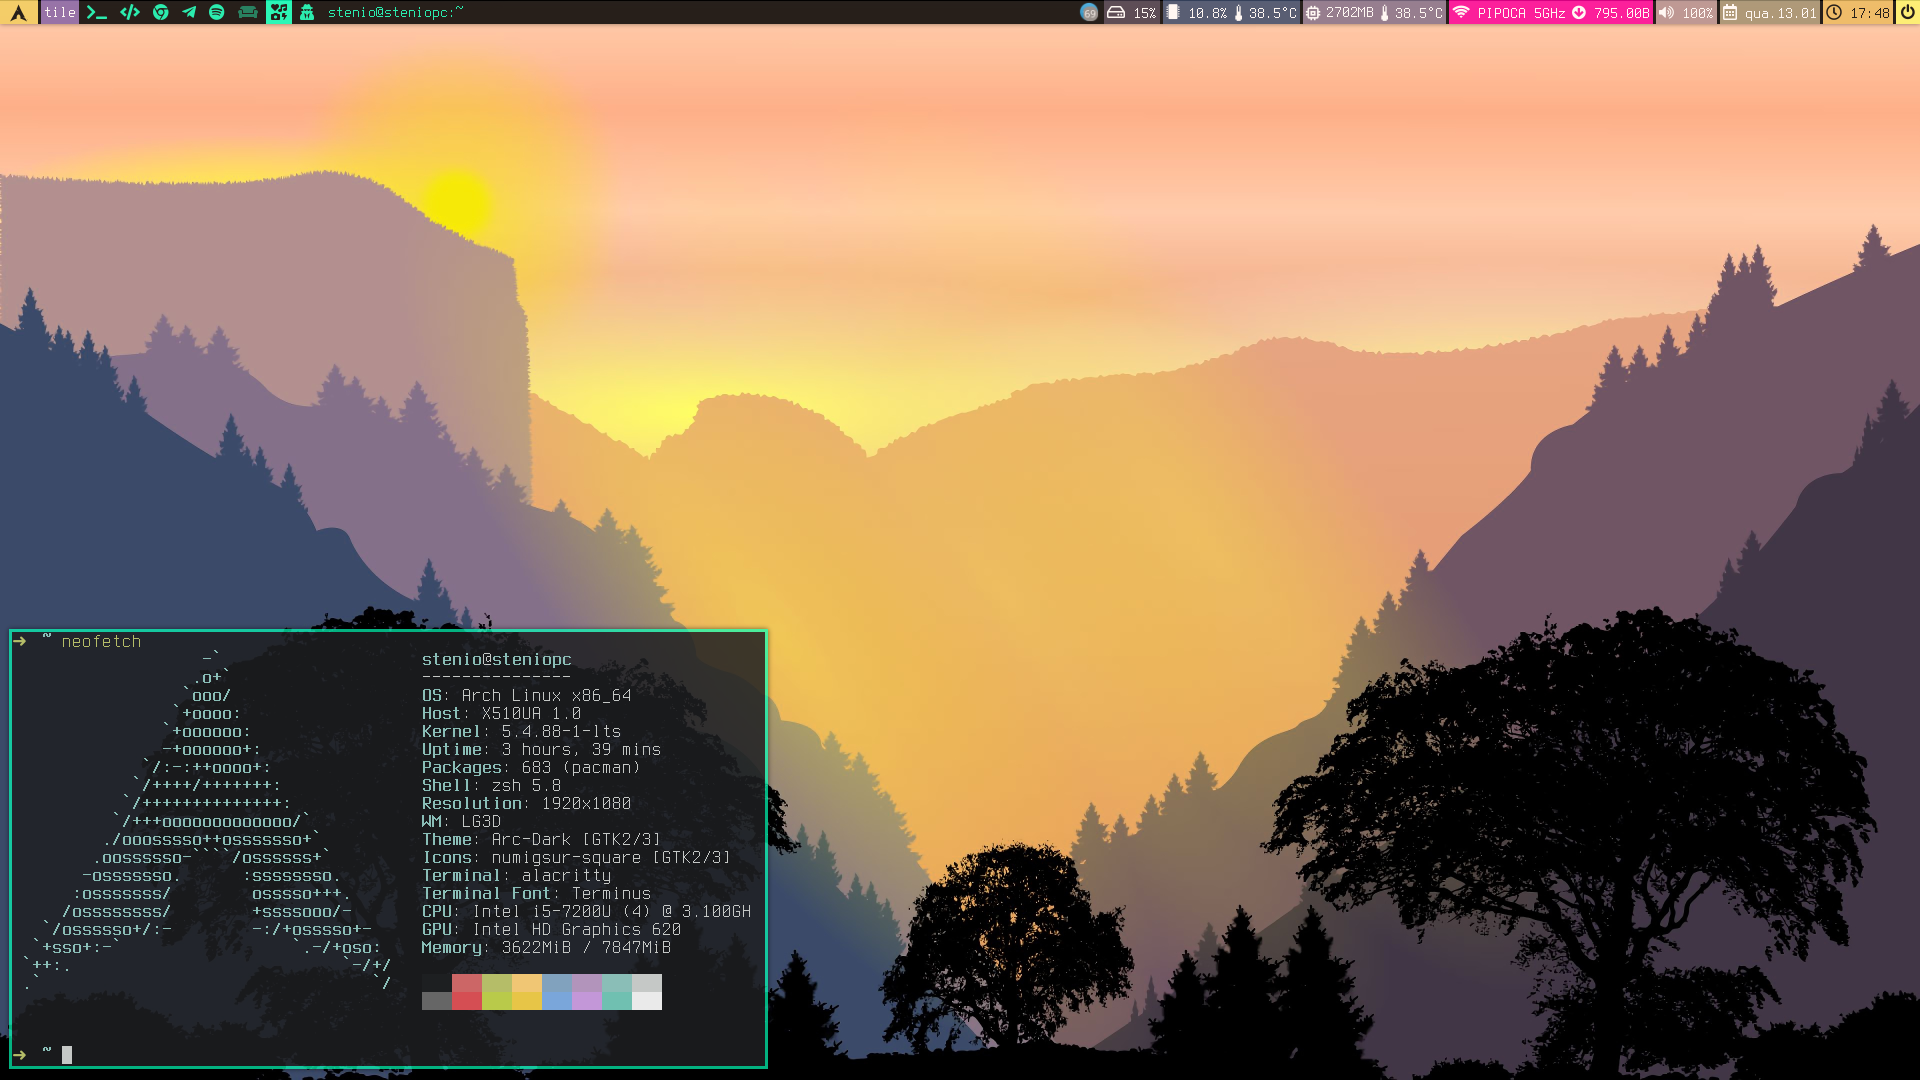 tile stenio@steniopc:~ 69 15% 10.8% 38.5°C 2702MB 38.5°C PIPOCA 5GHz 795.00B 100% qua.13.01 17:48
➜ ~ neofetch
-`
.o+`
`ooo/
`+oooo:
`+oooooo:
-+oooooo+:
`/:-:++oooo+:
`/++++/+++++++:
`/++++++++++++++:
`/+++ooooooooooooo/`
./ooosssso++osssssso+`
.oossssso-````/ossssss+`
-osssssso. :ssssssso.
:osssssss/ osssso+++.
/ossssssss/ +ssssooo/-
`/ossssso+/:- -:/+osssso+-
`+sso+:-` `.-/+oso:
`++:. `-/+/
.` `/
stenio@steniopc
---------------
OS: Arch Linux x86_64
Host: X510UA 1.0
Kernel: 5.4.88-1-lts
Uptime: 3 hours, 39 mins
Packages: 683 (pacman)
Shell: zsh 5.8
Resolution: 1920x1080
WM: LG3D
Theme: Arc-Dark [GTK2/3]
Icons: numigsur-square [GTK2/3]
Terminal: alacritty
Terminal Font: Terminus
CPU: Intel i5-7200U (4) @ 3.100GH
GPU: Intel HD Graphics 620
Memory: 3622MiB / 7847MiB
➜ ~